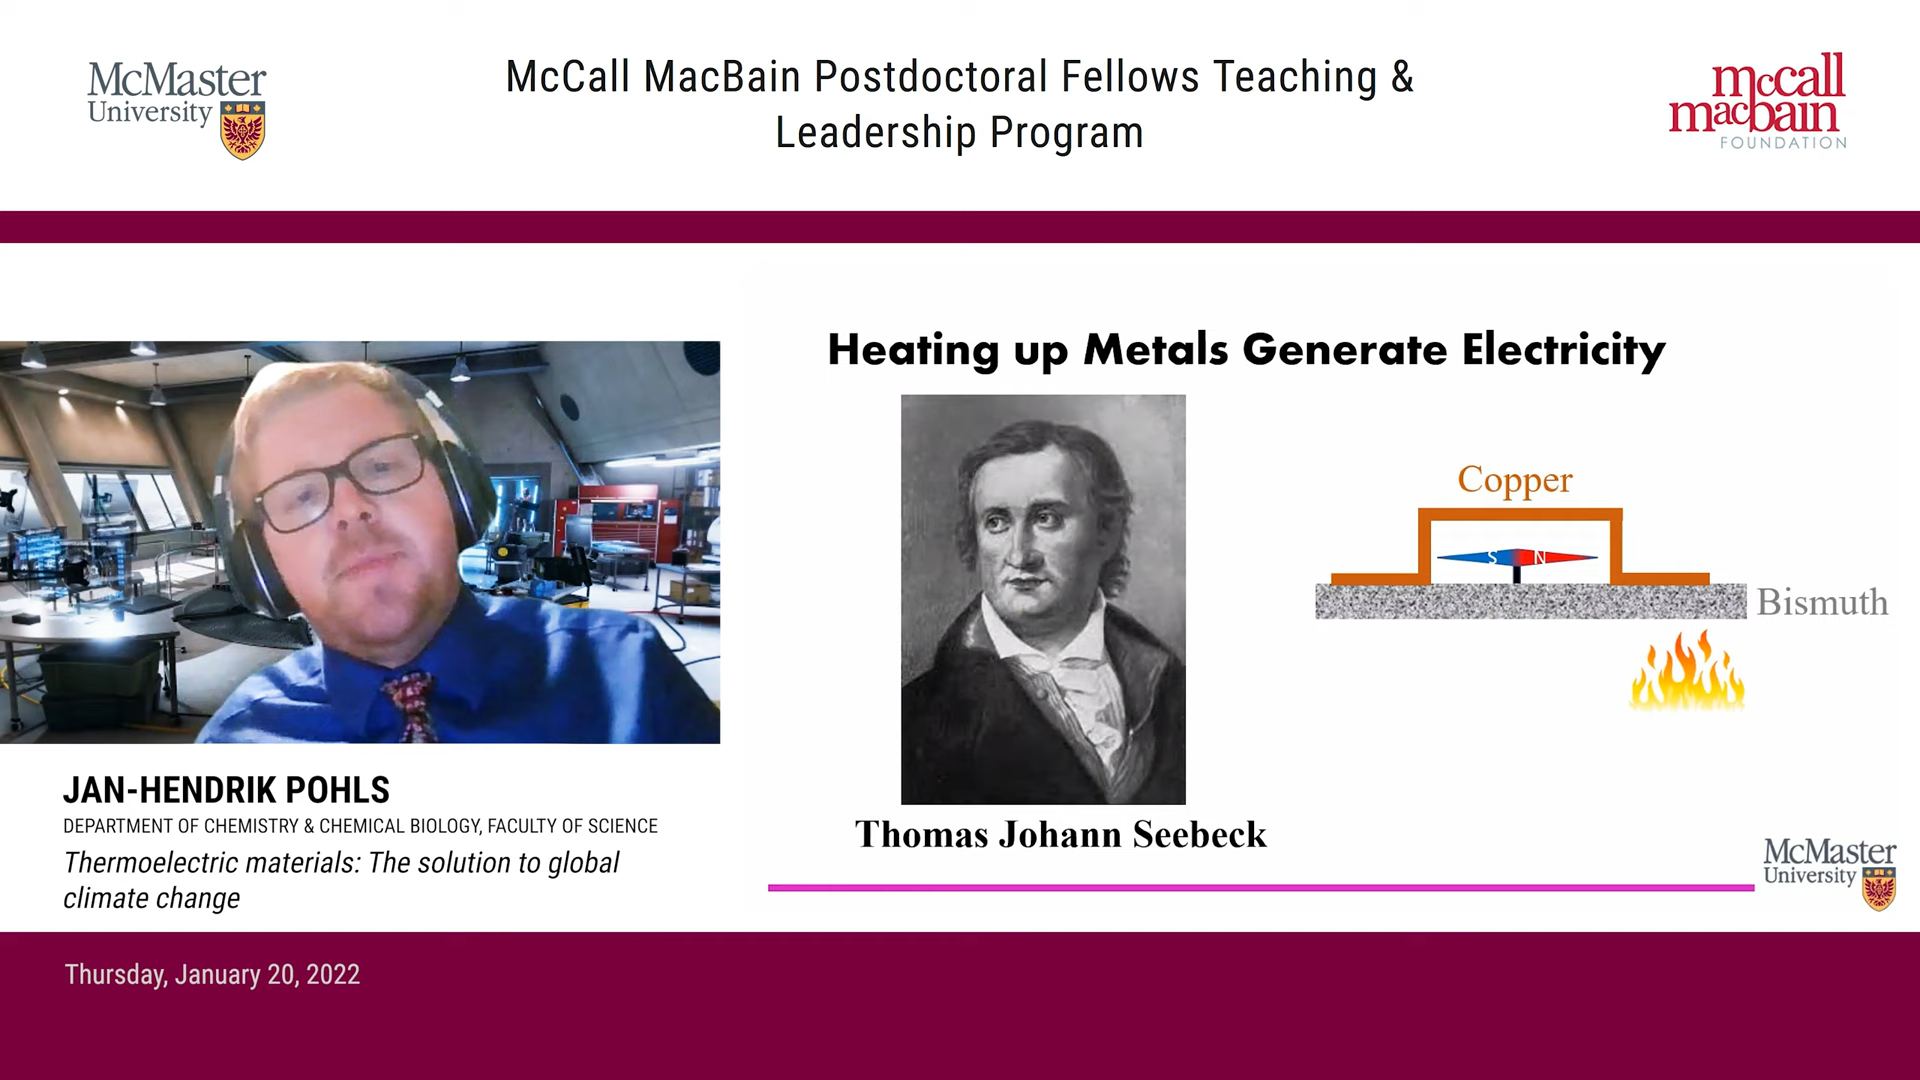 McMaster
University
McCall MacBain Postdoctoral Fellows Teaching &
Leadership Program
mccall
macbain
FOUNDATION
Heating up Metals Generate Electricity
Copper
S N
Bismuth
Thomas Johann Seebeck
McMaster
University
JAN-HENDRIK POHLS
DEPARTMENT OF CHEMISTRY & CHEMICAL BIOLOGY, FACULTY OF SCIENCE
Thermoelectric materials: The solution to global
climate change
Thursday, January 20, 2022